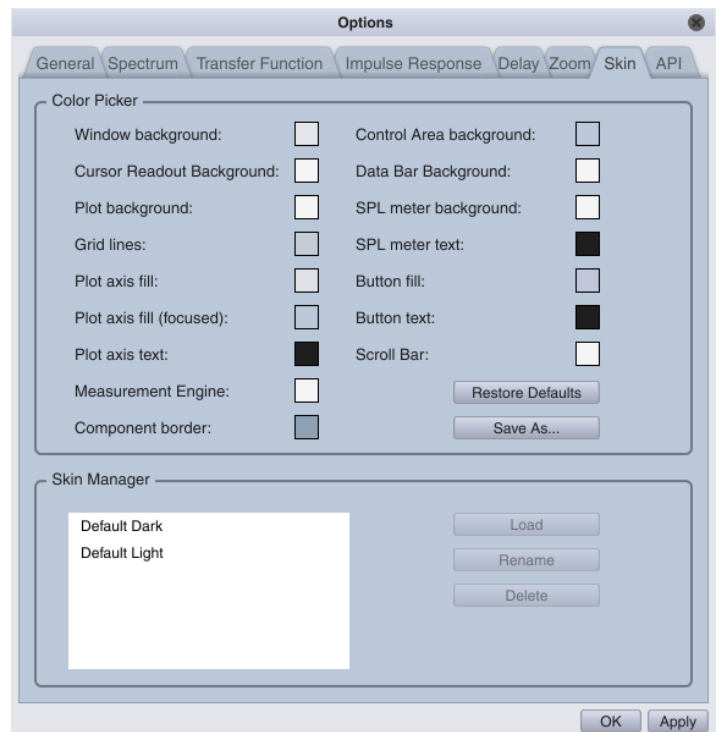 Options
General Spectrum Transfer Function Impulse Response Delay Zoom Skin API
Color Picker
Window background:
Control Area background:
Cursor Readout Background:
Data Bar Background:
Plot background:
SPL meter background:
Grid lines:
SPL meter text:
Plot axis fill:
Button fill:
Plot axis fill (focused):
Button text:
Plot axis text:
Scroll Bar:
Measurement Engine:
Restore Defaults
Component border:
Save As...
Skin Manager
Default Dark
Default Light
Load
Rename
Delete
OK
Apply